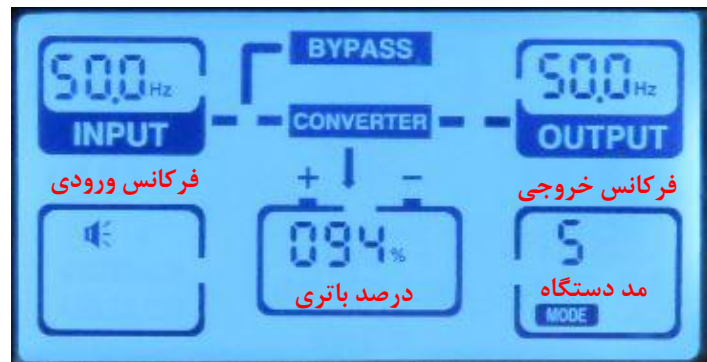 BYPASS
50.0 Hz
50.0 Hz
INPUT
CONVERTER
OUTPUT
فرکانس ورودی
فرکانس خروجی
+ -
094 %
S
درصد باتری
مد دستگاه
MODE